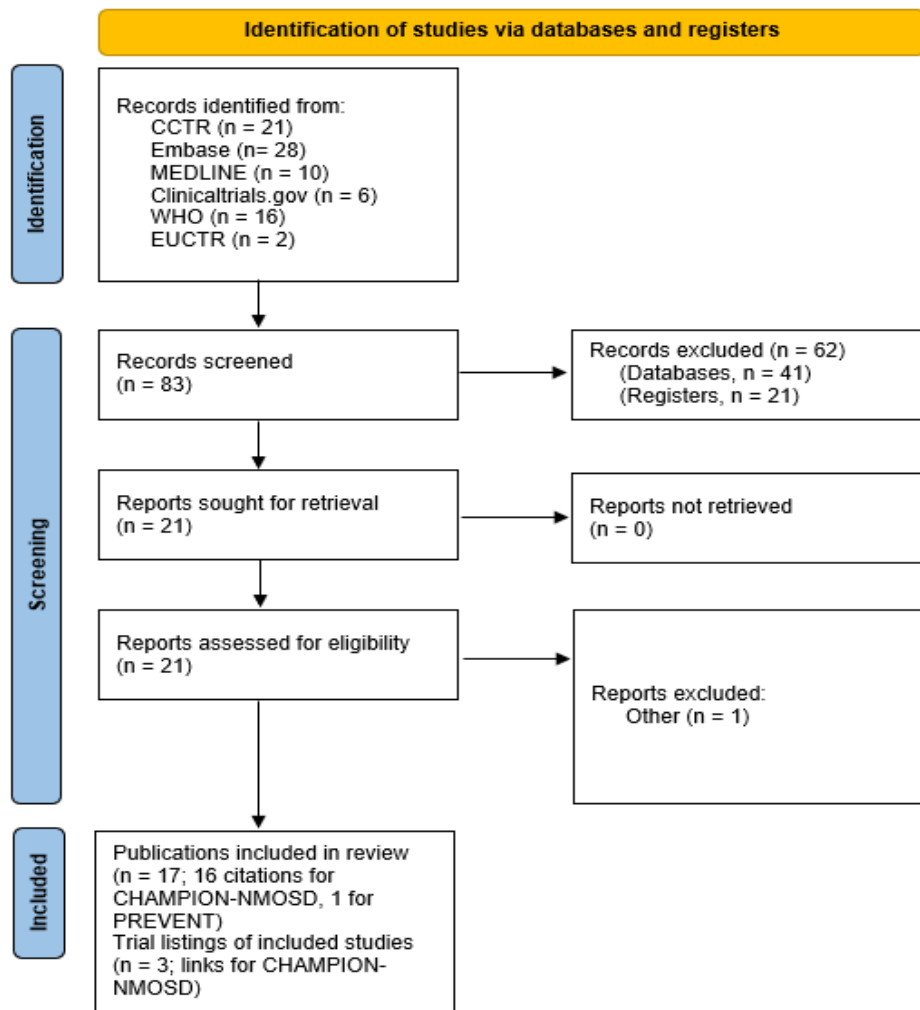 Identification of studies via databases and registers
Identification
Records identified from:
CCTR (n = 21)
Embase (n= 28)
MEDLINE (n = 10)
Clinicaltrials.gov (n = 6)
WHO (n = 16)
EUCTR (n = 2)
Screening
Records screened
(n = 83)
Records excluded (n = 62)
(Databases, n = 41)
(Registers, n = 21)
Reports sought for retrieval
(n = 21)
Reports not retrieved
(n = 0)
Reports assessed for eligibility
(n = 21)
Reports excluded:
Other (n = 1)
Included
Publications included in review
(n = 17; 16 citations for
CHAMPION-NMOSD, 1 for
PREVENT)
Trial listings of included studies
(n = 3; links for CHAMPION-
NMOSD)